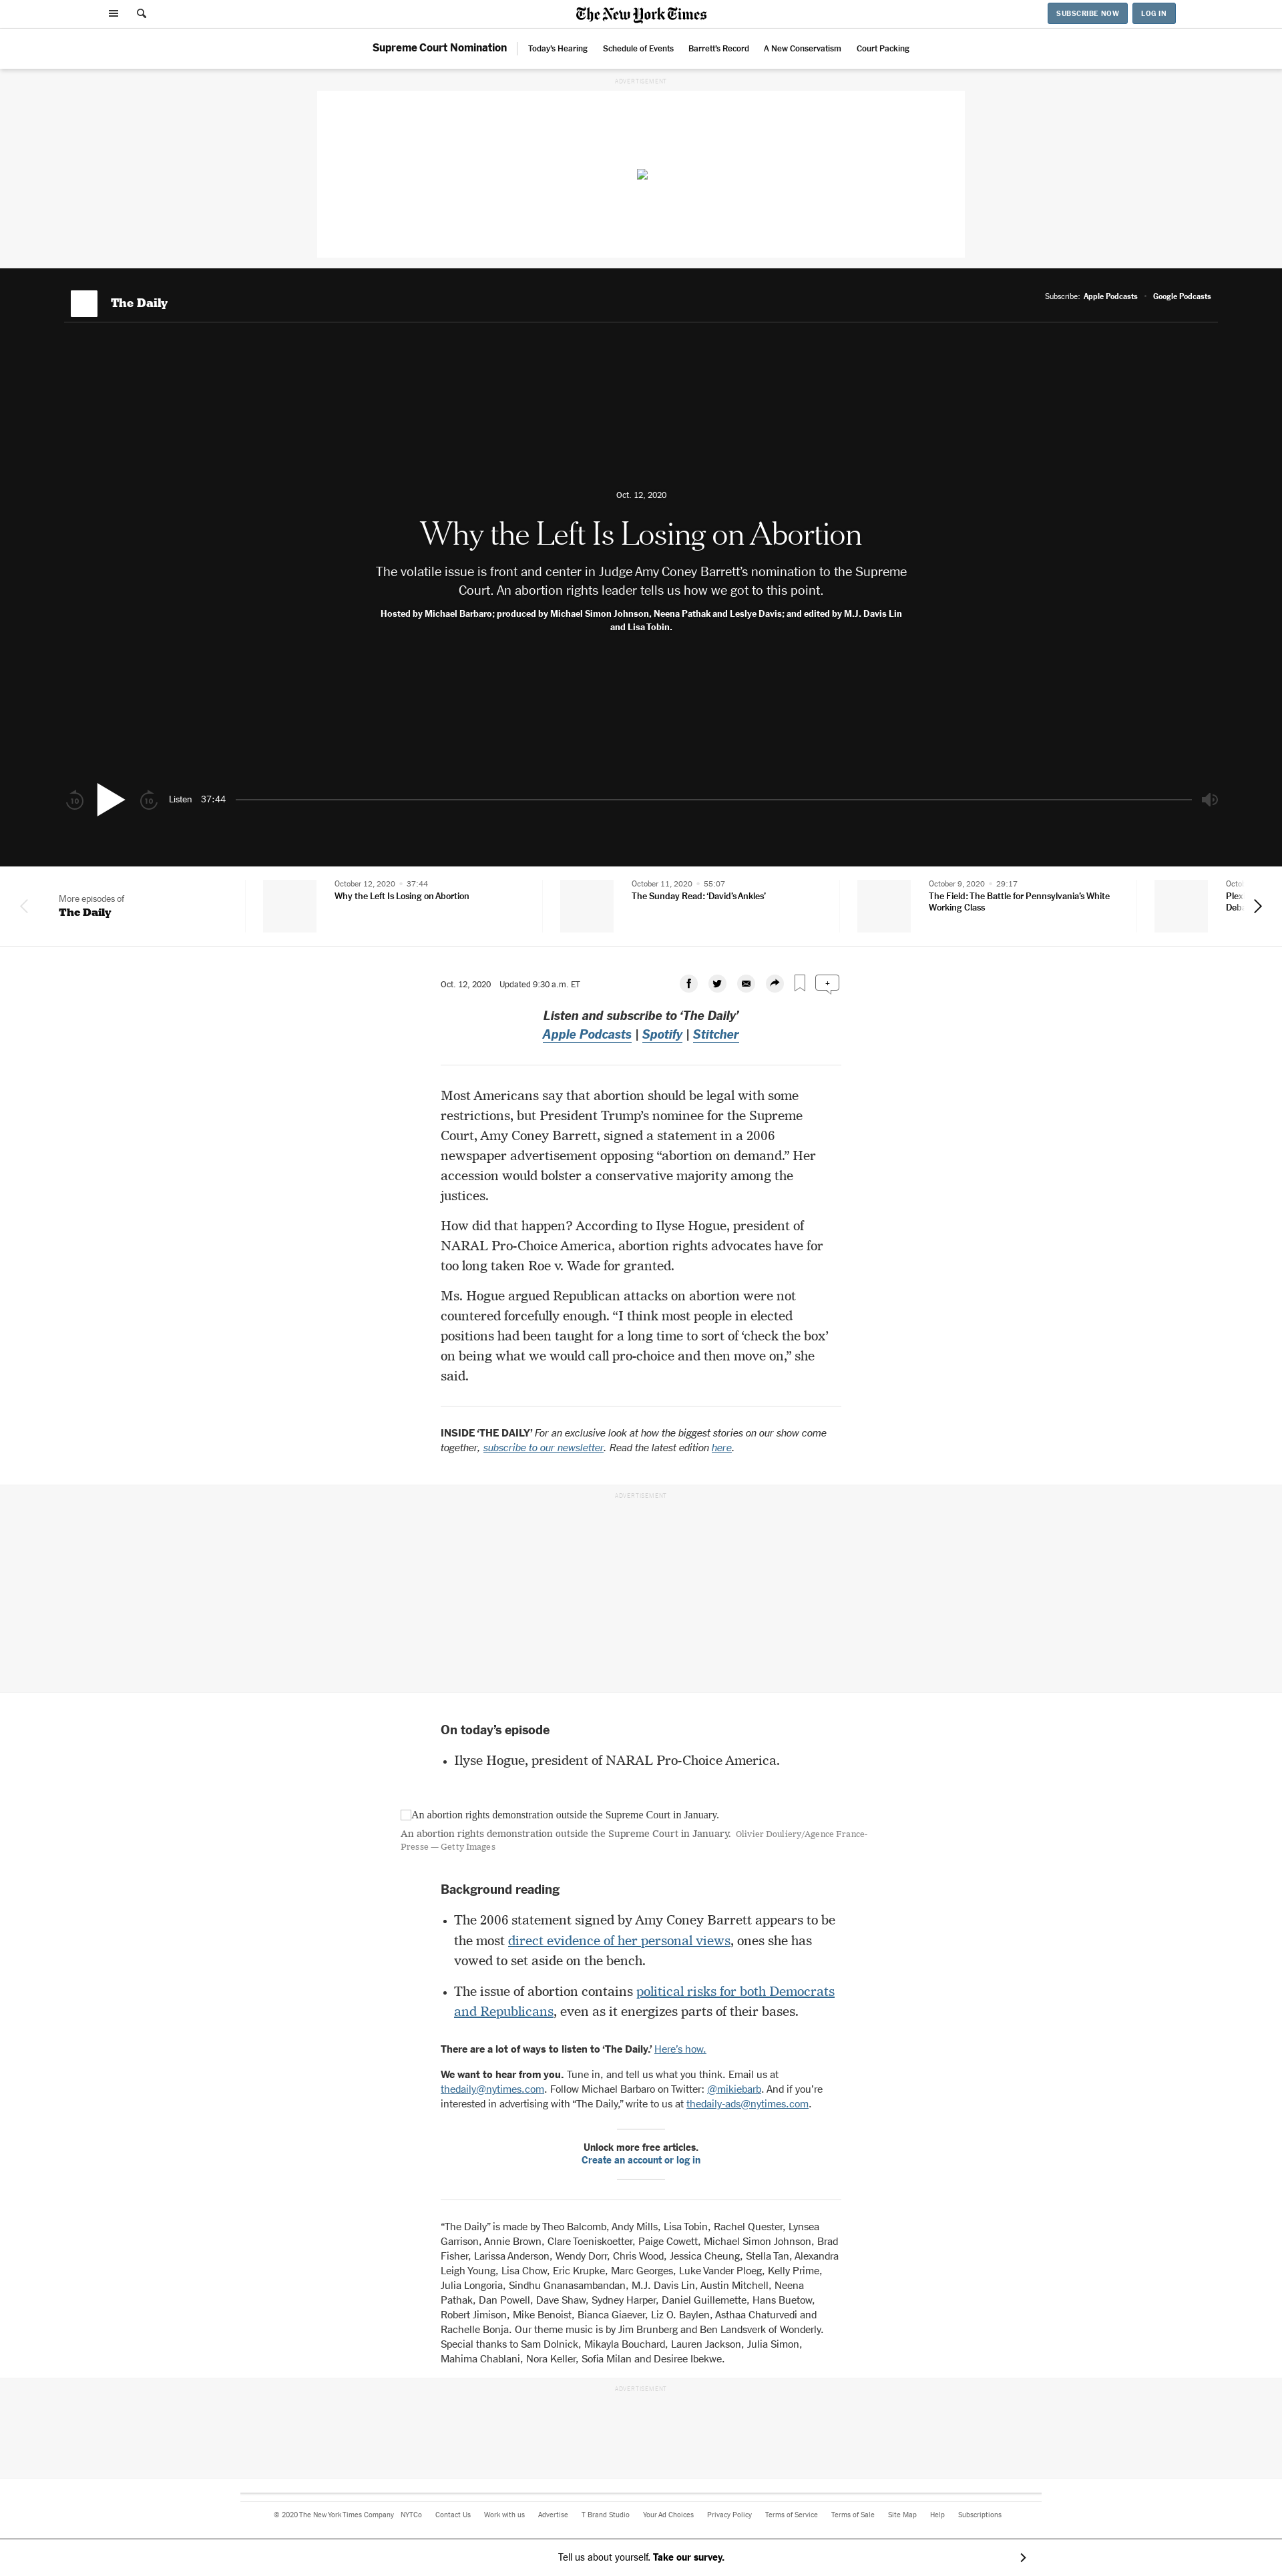 The New York Times
SUBSCRIBE NOW
LOG IN
Supreme Court Nomination
Today's Hearing
Schedule of Events
Barrett's Record
A New Conservatism
Court Packing
ADVERTISEMENT
The Daily
Subscribe: Apple Podcasts
Google Podcasts
Oct. 12, 2020
Why the Left Is Losing on Abortion
The volatile issue is front and center in Judge Amy Coney Barrett’s nomination to the Supreme
Court. An abortion rights leader tells us how we got to this point.
Hosted by Michael Barbaro; produced by Michael Simon Johnson, Neena Pathak and Leslye Davis; and edited by M.J. Davis Lin
and Lisa Tobin.
10
10
Listen 37:44
More episodes of
The Daily
October 12, 2020 • 37:44
Why the Left Is Losing on Abortion
October 11, 2020 • 55:07
The Sunday Read: ‘David’s Ankles’
October 9, 2020 • 29:17
The Field: The Battle for Pennsylvania’s White
Working Class
Oct. 12, 2020 Updated 9:30 a.m. ET
+
Listen and subscribe to ‘The Daily’
Apple Podcasts | Spotify | Stitcher
Most Americans say that abortion should be legal with some
restrictions, but President Trump’s nominee for the Supreme
Court, Amy Coney Barrett, signed a statement in a 2006
newspaper advertisement opposing “abortion on demand.” Her
accession would bolster a conservative majority among the
justices.
How did that happen? According to Ilyse Hogue, president of
NARAL Pro-Choice America, abortion rights advocates have for
too long taken Roe v. Wade for granted.
Ms. Hogue argued Republican attacks on abortion were not
countered forcefully enough. “I think most people in elected
positions had been taught for a long time to sort of ‘check the box’
on being what we would call pro-choice and then move on,” she
said.
INSIDE ‘THE DAILY’ For an exclusive look at how the biggest stories on our show come
together, subscribe to our newsletter. Read the latest edition here.
ADVERTISEMENT
On today’s episode
• Ilyse Hogue, president of NARAL Pro-Choice America.
An abortion rights demonstration outside the Supreme Court in January.
An abortion rights demonstration outside the Supreme Court in January. Olivier Douliery/Agence France-
Presse — Getty Images
Background reading
• The 2006 statement signed by Amy Coney Barrett appears to be
the most direct evidence of her personal views, ones she has
vowed to set aside on the bench.
• The issue of abortion contains political risks for both Democrats
and Republicans, even as it energizes parts of their bases.
There are a lot of ways to listen to ‘The Daily.’ Here’s how.
We want to hear from you. Tune in, and tell us what you think. Email us at
thedaily@nytimes.com. Follow Michael Barbaro on Twitter: @mikiebarb. And if you’re
interested in advertising with “The Daily,” write to us at thedaily-ads@nytimes.com.
Unlock more free articles.
Create an account or log in
“The Daily” is made by Theo Balcomb, Andy Mills, Lisa Tobin, Rachel Quester, Lynsea
Garrison, Annie Brown, Clare Toeniskoetter, Paige Cowett, Michael Simon Johnson, Brad
Fisher, Larissa Anderson, Wendy Dorr, Chris Wood, Jessica Cheung, Stella Tan, Alexandra
Leigh Young, Lisa Chow, Eric Krupke, Marc Georges, Luke Vander Ploeg, Kelly Prime,
Julia Longoria, Sindhu Gnanasambandan, M.J. Davis Lin, Austin Mitchell, Neena
Pathak, Dan Powell, Dave Shaw, Sydney Harper, Daniel Guillemette, Hans Buetow,
Robert Jimison, Mike Benoist, Bianca Giaever, Liz O. Baylen, Asthaa Chaturvedi and
Rachelle Bonja. Our theme music is by Jim Brunberg and Ben Landsverk of Wonderly.
Special thanks to Sam Dolnick, Mikayla Bouchard, Lauren Jackson, Julia Simon,
Mahima Chablani, Nora Keller, Sofia Milan and Desiree Ibekwe.
ADVERTISEMENT
© 2020 The New York Times Company NYTCo Contact Us Work with us Advertise T Brand Studio Your Ad Choices Privacy Policy Terms of Service Terms of Sale Site Map Help Subscriptions
Tell us about yourself. Take our survey.